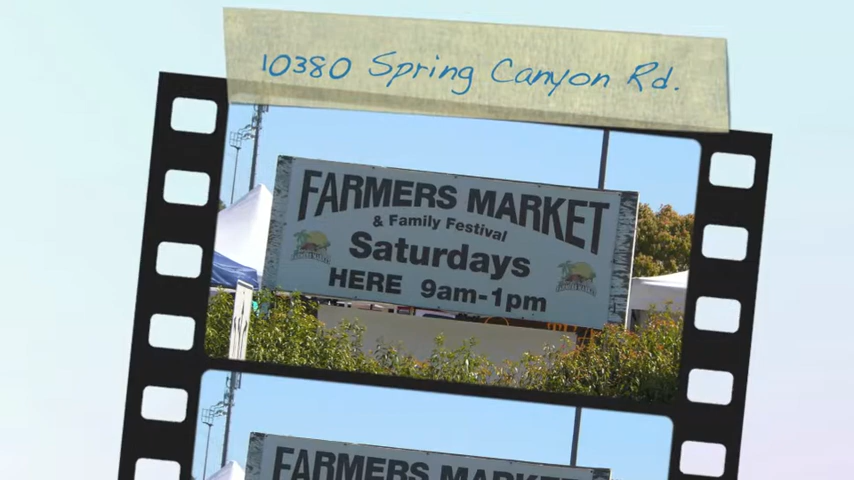 10380 Spring Canyon Rd.
FARMERS MARKET
& Family Festival
Saturdays
HERE 9am-1pm
FARMERS MARKET